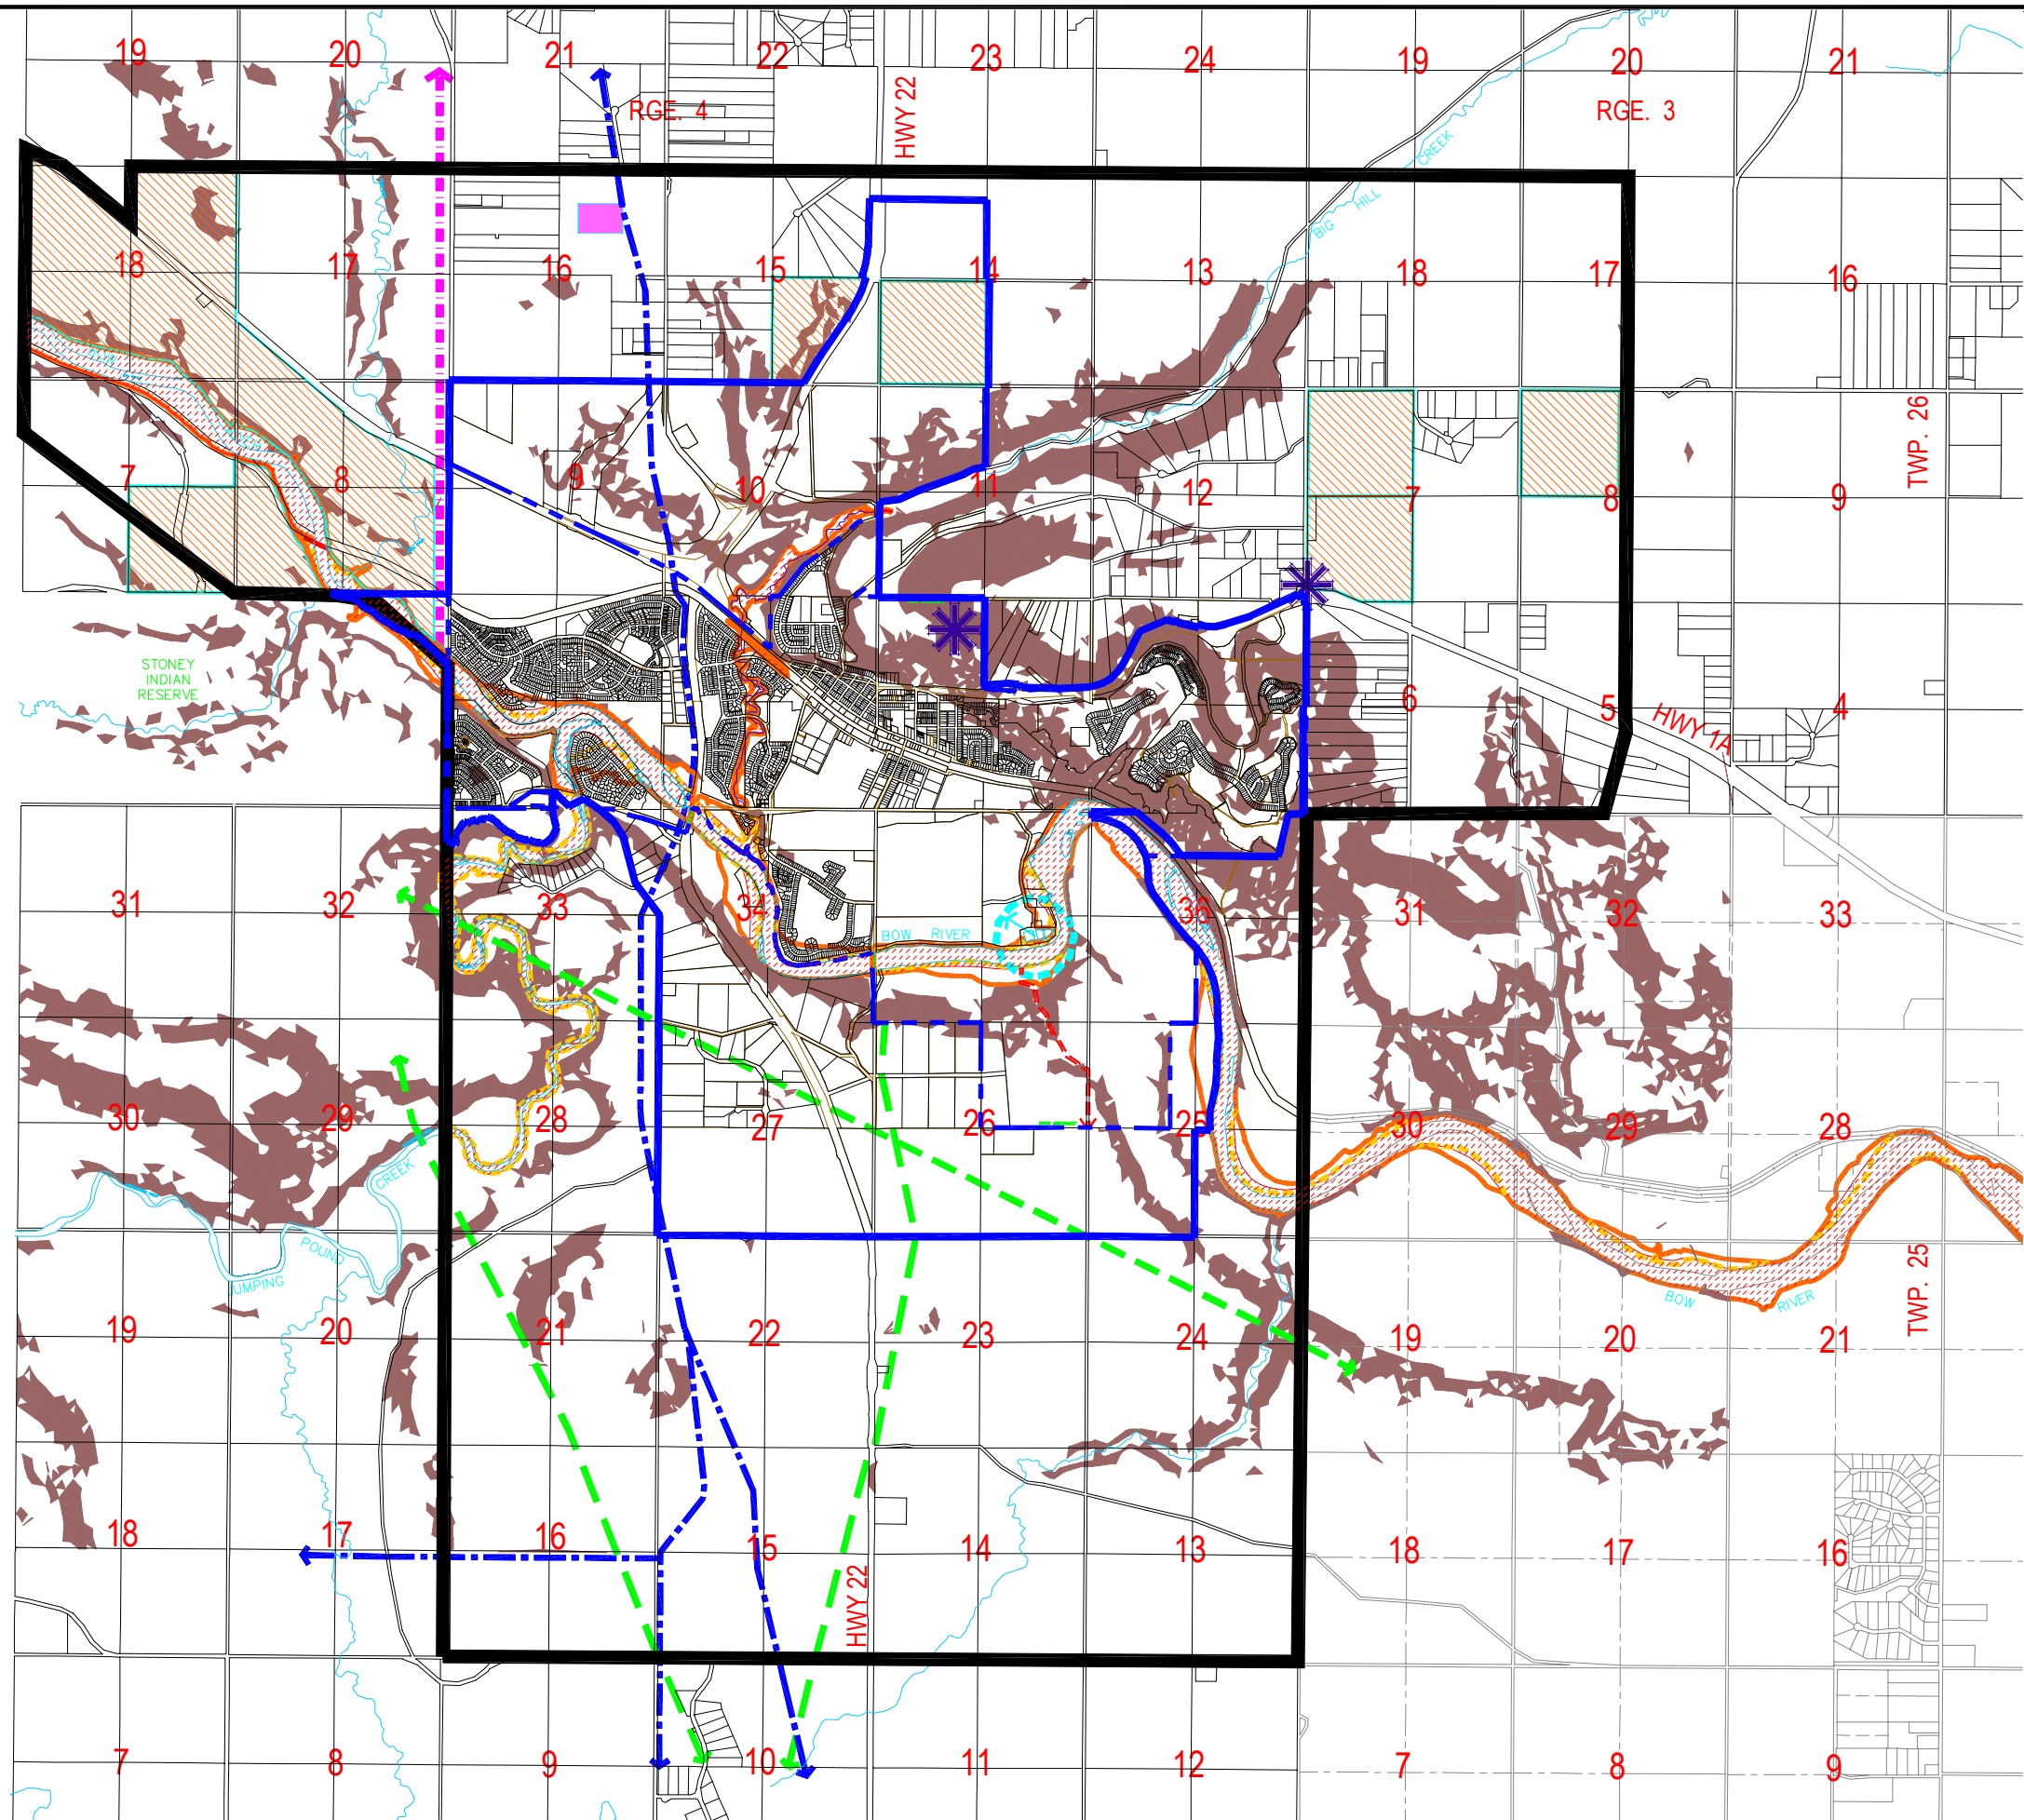 19 20 21 22 23 24 19 20 21
RGE. 4
HWY 22
RGE. 3
BIG HILL CREEK
18 17 16 15 14 13 18 17 16
BOW
TWP. 26
7 8 9 10 11 12 7 8 9
STONEY
INDIAN
RESERVE
6 5 4
HWY 1A
31 32 33 34 36 31 32 33
BOW RIVER
30 29 28 27 26 25 30 29 28
CREEK
POUND
JUMPING
BOW RIVER
TWP. 25
19 20 21 22 23 24 19 20 21
18 17 16 15 14 13 18 17 16
HWY 22
7 8 9 10 11 12 7 8 9